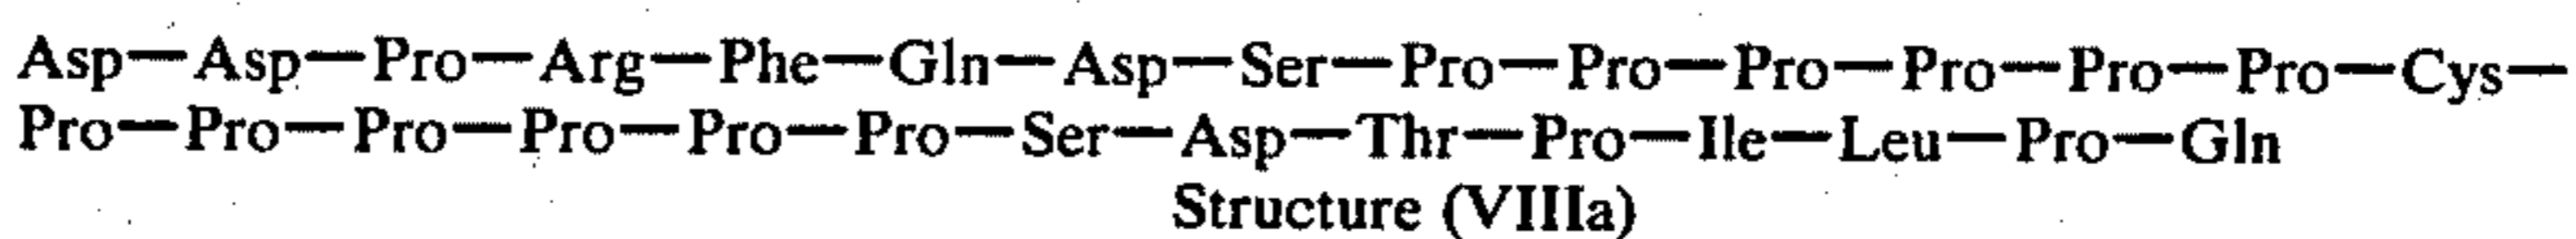 Asp—Asp—Pro—Arg—Phe—Gln—Asp—Ser—Pro—Pro—Pro—Pro—Pro—Pro—Cys—
Pro—Pro—Pro—Pro—Pro—Pro—Ser—Asp—Thr—Pro—Ile—Leu—Pro—Gln
Structure (VIIIa)